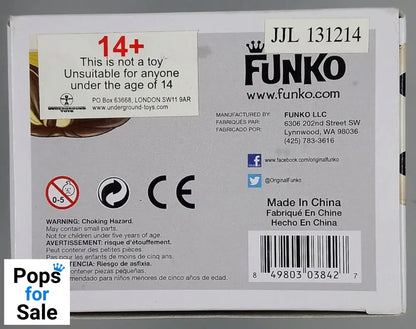 14+
This is not a toy
Unsuitable for anyone
under the age of 14
UNDERGROUND TOYS
PO BOX 63668, LONDON SW11 9AR
www.underground-toys.com
JJL 131214
FUNKO
www.funko.com
MANUFACTURED BY
FABRIQUÉS PAR:
FABRICADO POR:
FUNKO LLC
6306 202nd Street SW
Lynnwood, WA 98036
(425) 783-3616
www.facebook.com/originalfunko
@OriginalFunko
0-5
CE
WARNING: Choking Hazard.
May contain small parts.
Not for children under five years of age.
AVERTISSEMENT: risque d'étouffement.
Peut contenir des petites pièces.
Pas pour les enfants de moins de cinq ans.
ADVERTENCIA: Riesgo de asfixia.
contener piezas pequeñas.
recomendado para niños menores de cinco años de edad.
Made In China
Fabriqué En Chine
Hecho En China
8 49803 03842 7
Pops
for
Sale